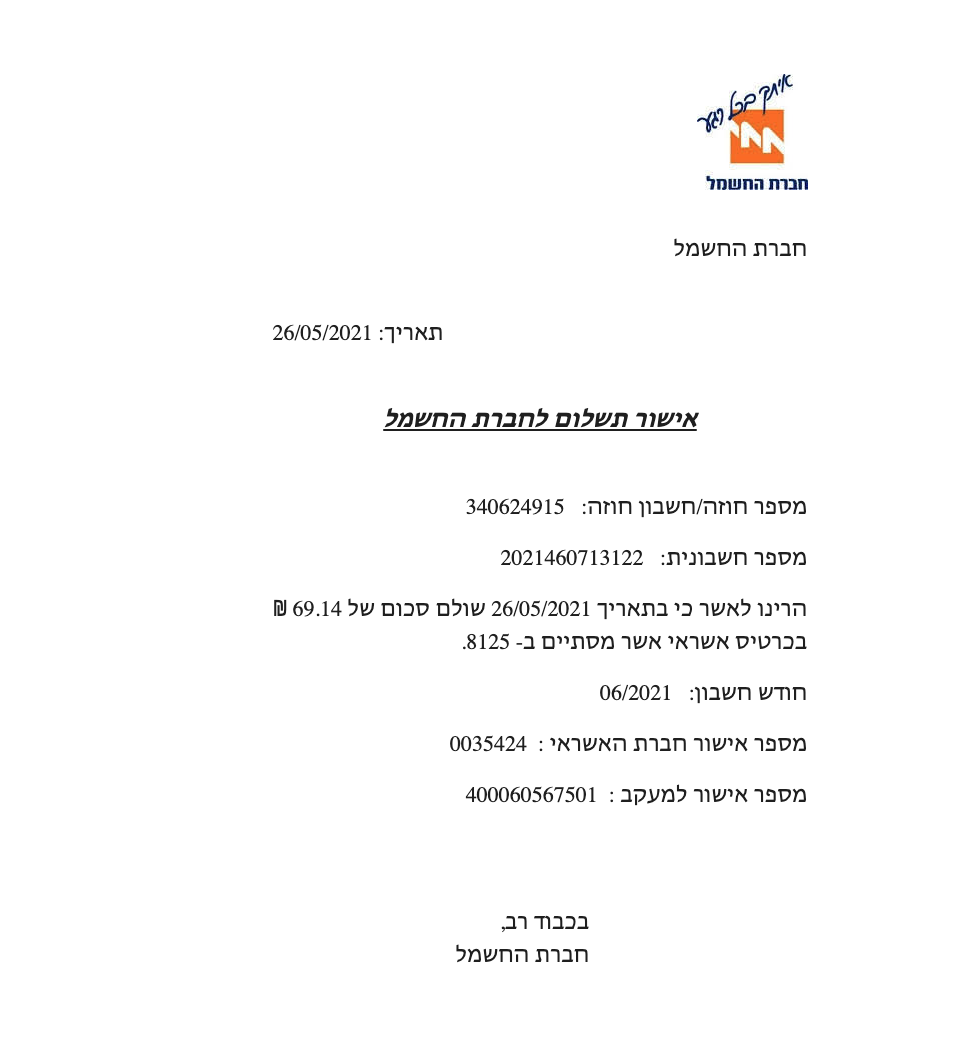 איתך בכל רגע
חברת החשמל
חברת החשמל
תאריך: 26/05/2021
אישור תשלום לחברת החשמל
מספר חוזה/חשבון חוזה: 340624915
מספר חשבונית: 2021460713122
הרינו לאשר כי בתאריך 26/05/2021 שולם סכום של 69.14 ₪
בכרטיס אשראי אשר מסתיים ב- 8125.
חודש חשבון: 06/2021
מספר אישור חברת האשראי : 0035424
מספר אישור למעקב : 400060567501
בכבוד רב,
חברת החשמל